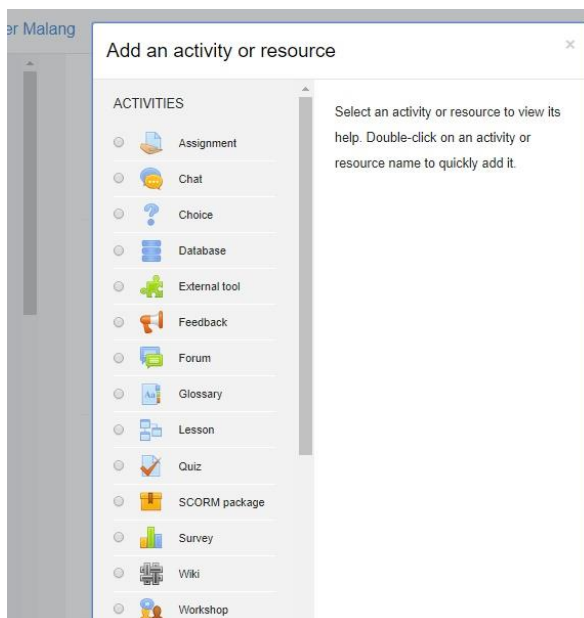 er Malang
Add an activity or resource
×
ACTIVITIES
Assignment
Chat
Choice
Database
External tool
Feedback
Forum
Aa
Glossary
Lesson
Quiz
SCORM package
Survey
Wiki
Workshop
Select an activity or resource to view its
help. Double-click on an activity or
resource name to quickly add it.